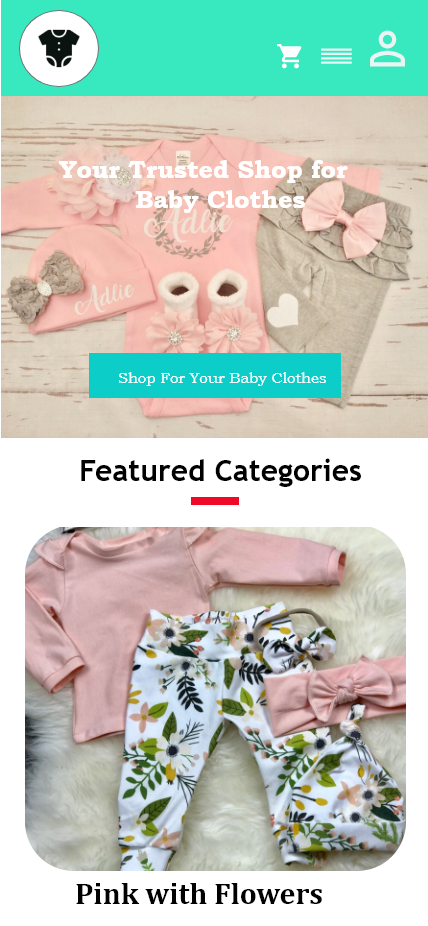 Your Trusted Shop for
Baby Clothes
Adlie
Adlie
Shop For Your Baby Clothes
Featured Categories
Pink with Flowers